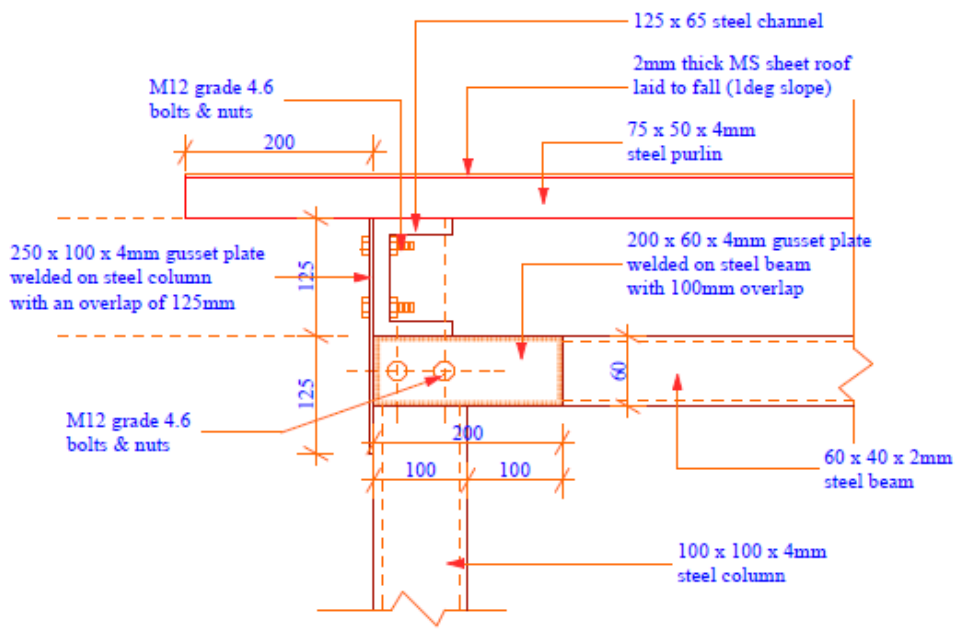 125 x 65 steel channel
2mm thick MS sheet roof
laid to fall (1deg slope)
M12 grade 4.6
bolts & nuts
200
75 x 50 x 4mm
steel purlin
250 x 100 x 4mm gusset plate
welded on steel column
with an overlap of 125mm
125
200 x 60 x 4mm gusset plate
welded on steel beam
with 100mm overlap
125
60
M12 grade 4.6
bolts & nuts
200
100
100
60 x 40 x 2mm
steel beam
100 x 100 x 4mm
steel column